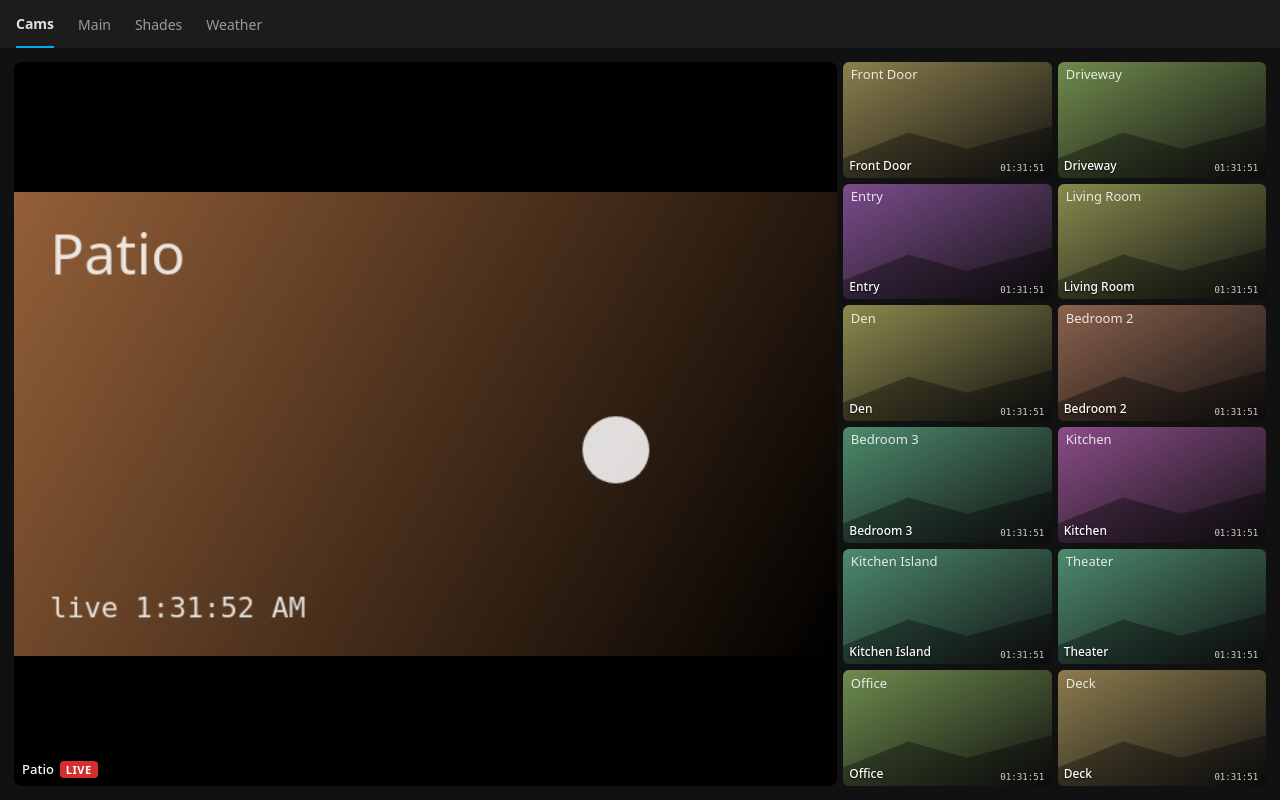 Cams Main Shades Weather
Patio
live 1:31:52 AM
Patio LIVE
Front Door
Front Door 01:31:51
Driveway
Driveway 01:31:51
Entry
Entry 01:31:51
Living Room
Living Room 01:31:51
Den
Den 01:31:51
Bedroom 2
Bedroom 2 01:31:51
Bedroom 3
Bedroom 3 01:31:51
Kitchen
Kitchen 01:31:51
Kitchen Island
Kitchen Island 01:31:51
Theater
Theater 01:31:51
Office
Office 01:31:51
Deck
Deck 01:31:51